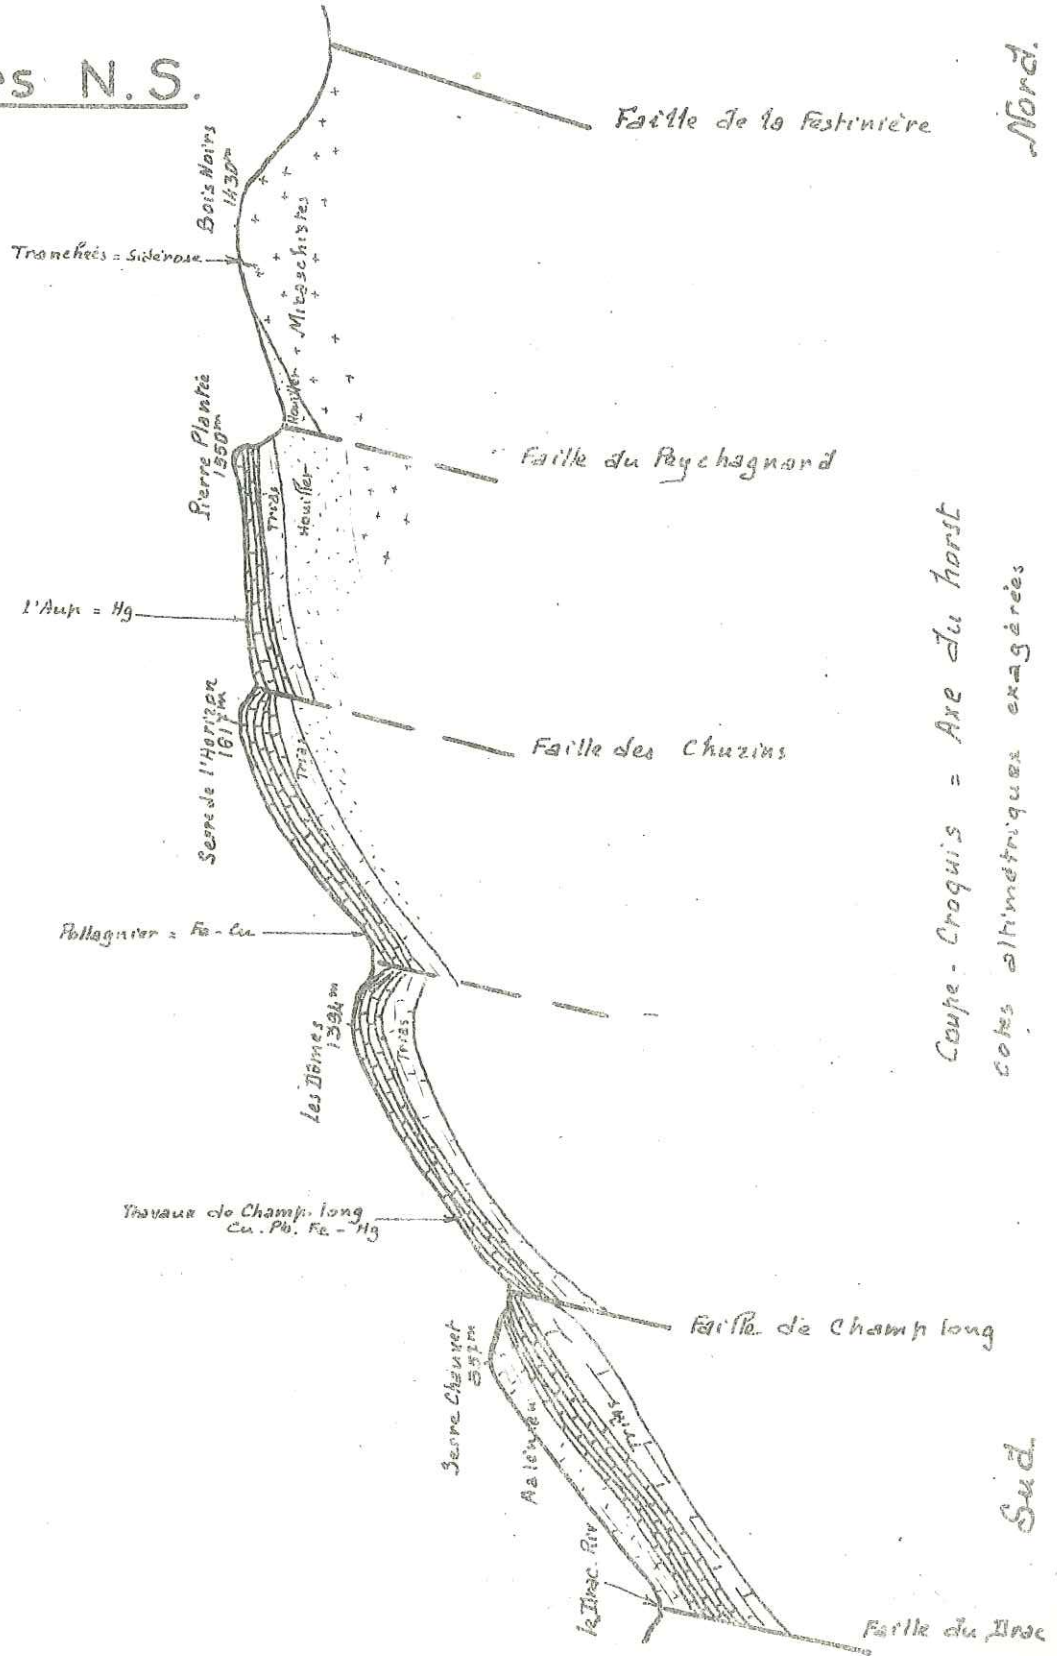 es N.S.
Nord.
Faille de la Festinière
Bois Noirs
1430m
Tranchées = Sidérose
Houiller
Micaschistes
Pierre Plantée
1550m
Faille du Peychagnard
Trias
Houiller
l'Aup = Hg
Serre de l'Horizon
1617m
Faille des Chuzins
Trias
Pollagnier = Fe - Cu
Les Dômes
1394m
Trias
Travaux de Champ. long
Cu. Pb. Fe - Hg
Faille de Champ long
Serre Chauvet
Aalénien
Trias
le Drac. Riv
Faille du Drac
Sud
Coupe - Croquis = Axe du horst
cotes altimétriques exagérées